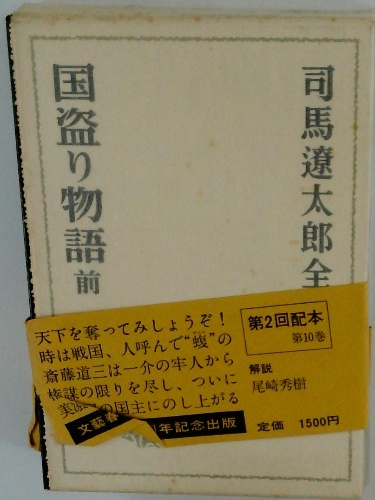 司馬遼太郎全
国盗り物語 前
第2回配本
第10巻
解説
尾崎秀樹
定価 1500円
天下を奪ってみしょうぞ!
時は戦国、人呼んで“蝮”の
斎藤道三は一介の牢人から
権謀の限りを尽し、ついに
美の国主にのし上がる
文藝春 年記念出版